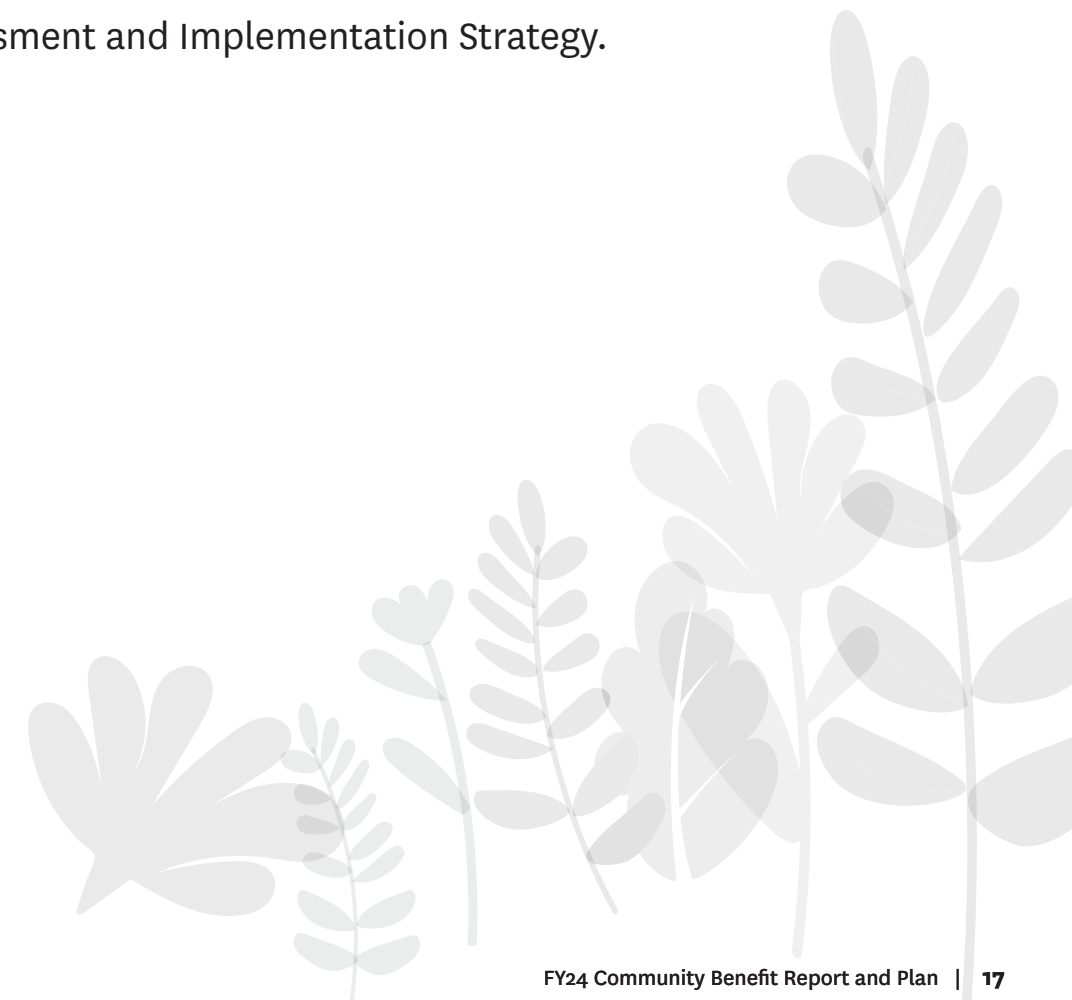 sment and Implementation Strategy.
FY24 Community Benefit Report and Plan | 17